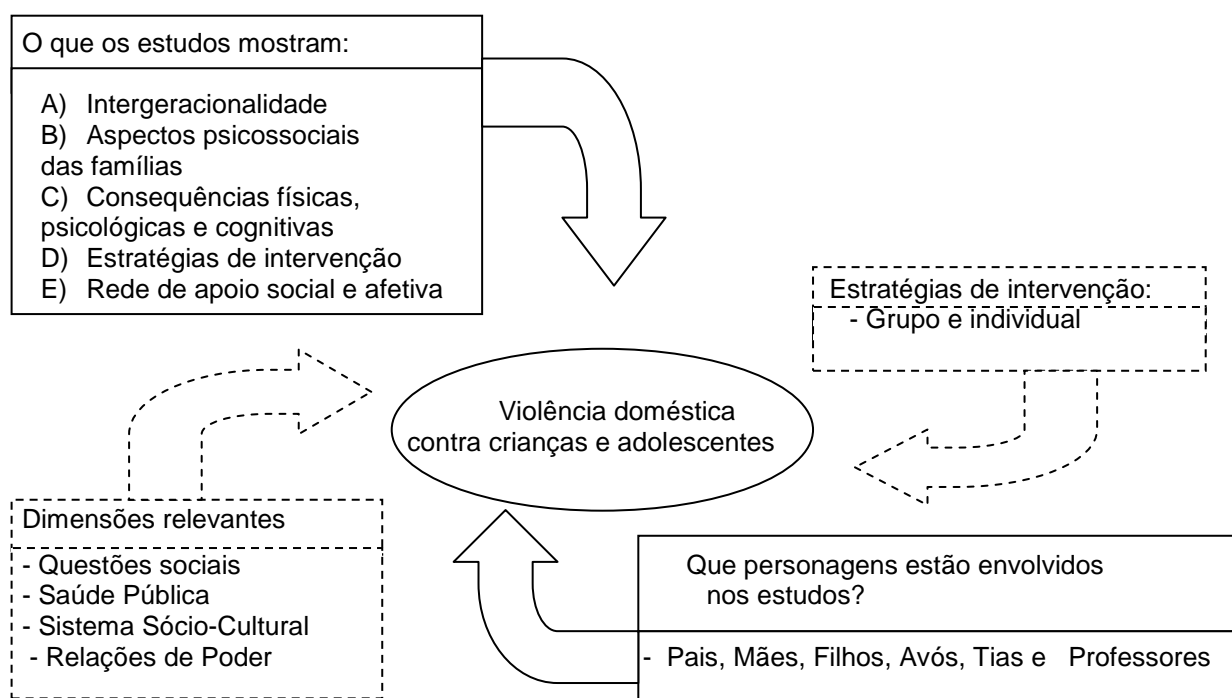 O que os estudos mostram:
A) Intergeracionalidade
B) Aspectos psicossociais
das famílias
C) Consequências físicas,
psicológicas e cognitivas
D) Estratégias de intervenção
E) Rede de apoio social e afetiva
Estratégias de intervenção:
- Grupo e individual
Violência doméstica
contra crianças e adolescentes
Dimensões relevantes
- Questões sociais
- Saúde Pública
- Sistema Sócio-Cultural
- Relações de Poder
Que personagens estão envolvidos
nos estudos?
- Pais, Mães, Filhos, Avós, Tias e Professores